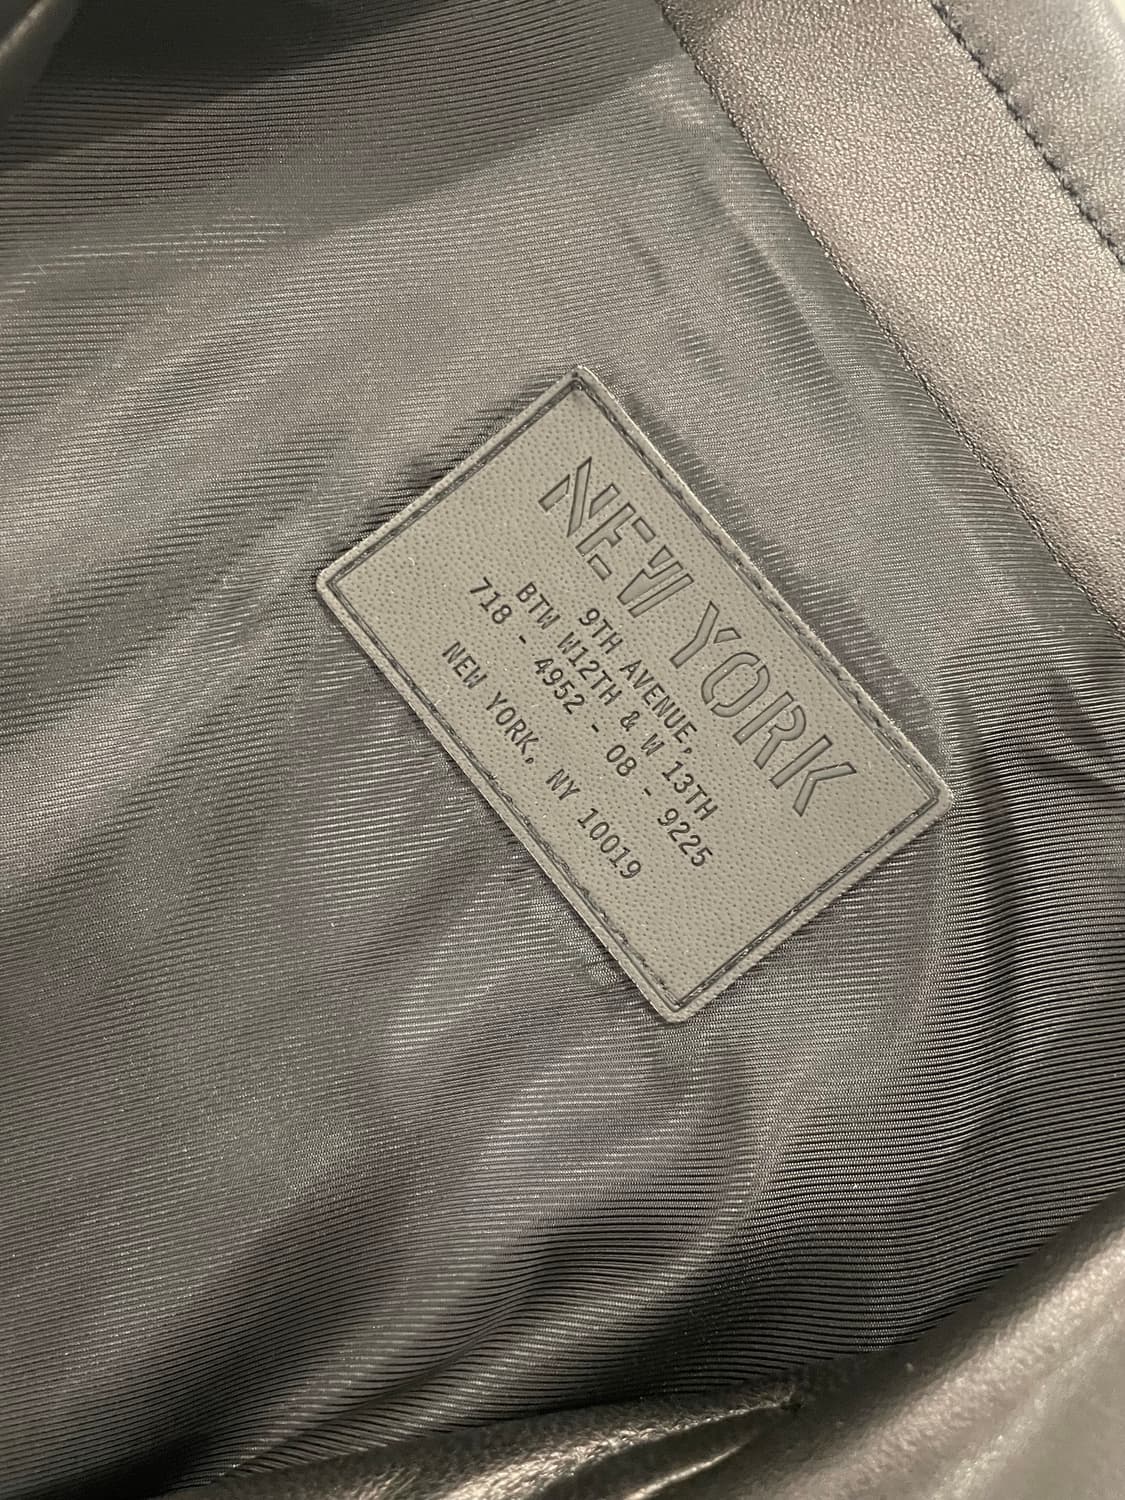 NEW YORK
9TH AVENUE,
BTW W12TH & W 13TH
718 - 4952 - 08 - 9225
NEW YORK, NY 10019